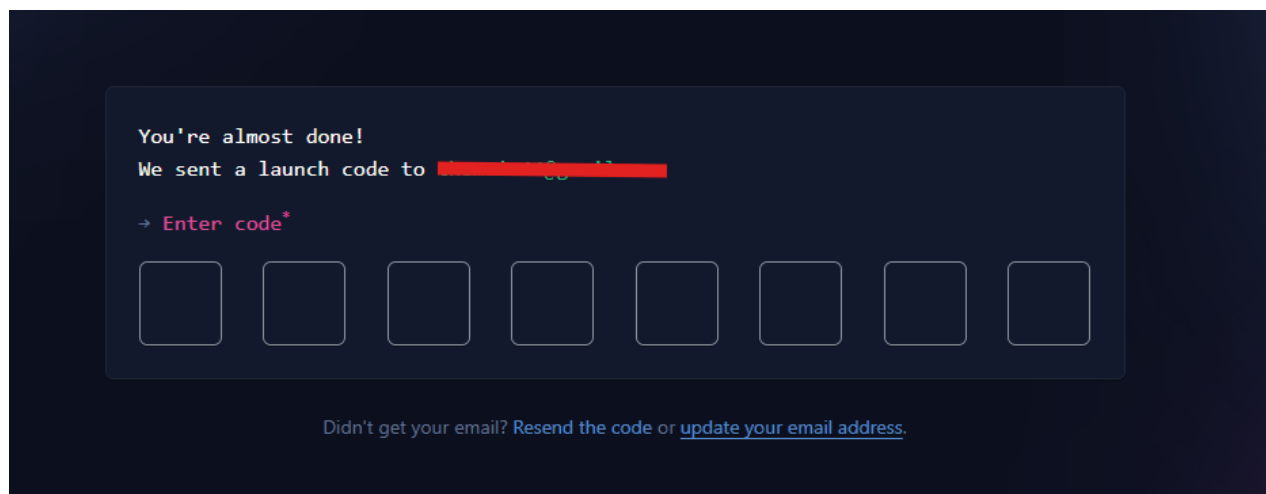 You're almost done!
We sent a launch code to
→ Enter code*
Didn't get your email? Resend the code or update your email address.